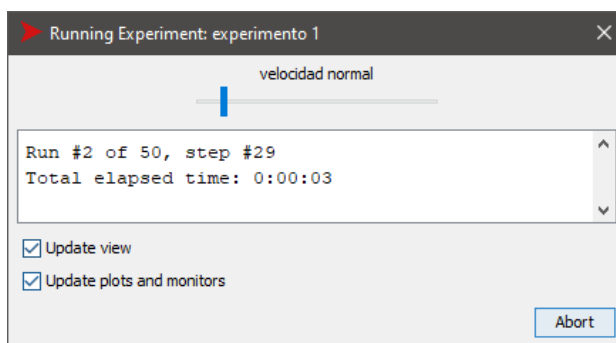 Running Experiment: experimento 1
velocidad normal
Run #2 of 50, step #29
Total elapsed time: 0:00:03
Update view
Update plots and monitors
Abort